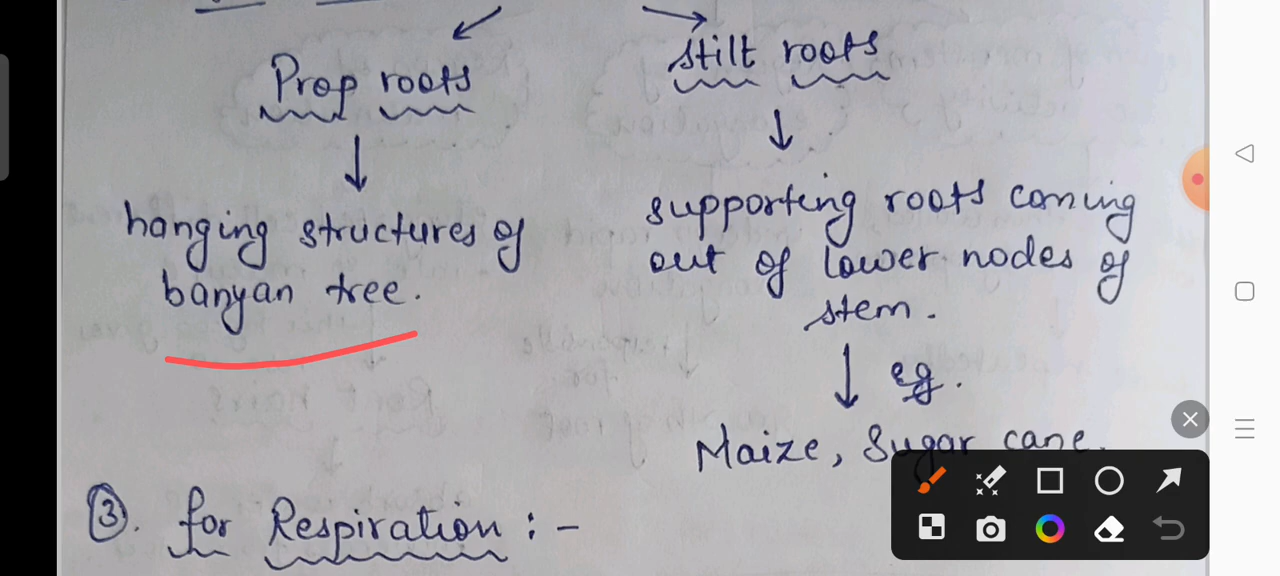 Prop roots
stilt roots
hanging structures of
banyan tree.
supporting roots coming
out of lower nodes of
stem.
eg.
Maize, Sugar cane.
③. for Respiration : -